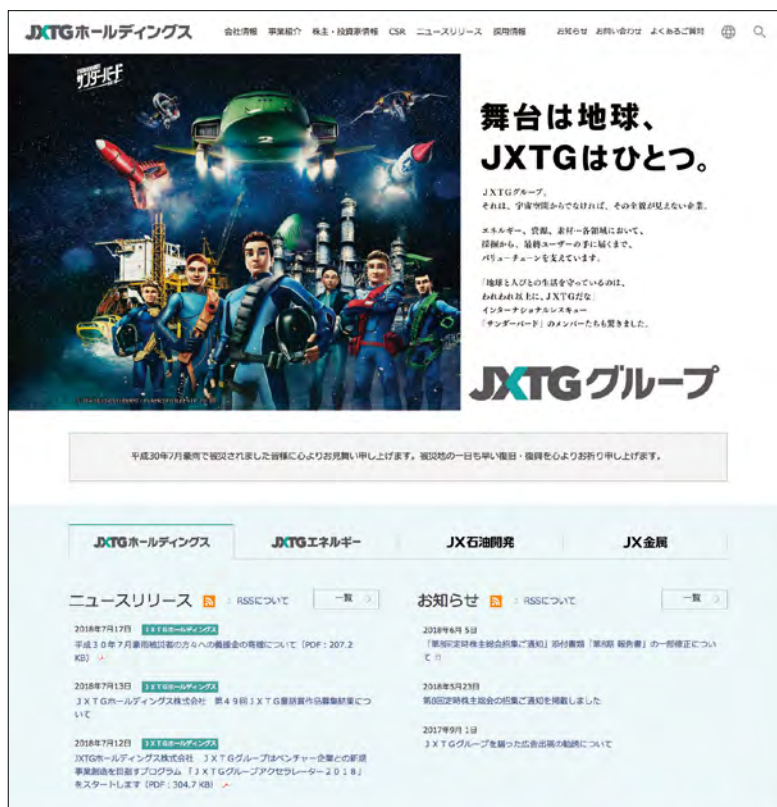 JXTGホールディングス
会社情報 事業紹介 株主・投資家情報 CSR ニュースリリース 採用情報 お知らせ お問い合わせ よくあるご質問
サンダーバード
舞台は地球、
JXTGはひとつ。
JXTGグループ。
それは、宇宙空間からでなければ、その全貌が見えない企業。
エネルギー、資源、素材ー各領域において、
採掘から、最終ユーザーの手に届くまで、
バリューチェーンを支えています。
「地球と人びとの生活を守っているのは、
われわれ以上に、JXTGだな」
インターナショナルレスキュー
「サンダーバード」のメンバーたちも驚きました。
JXTGグループ
平成30年7月豪雨で被災されました皆様に心よりお見舞い申し上げます。被災地の一日も早い復旧・復興を心よりお祈り申し上げます。
JXTGホールディングス JXTGエネルギー JX石油開発 JX金属
ニュースリリース RSSについて 一覧
2018年7月17日 JXTGホールディングス
平成30年7月豪雨被災者の方々への義援金の寄贈について(PDF:207.2
KB)
2018年7月13日 JXTGホールディングス
JXTGホールディングス株式会社 第49回JXTG童話賞作品募集結果につ
いて
2018年7月12日 JXTGホールディングス
JXTGホールディングス株式会社 JXTGグループはベンチャー企業との新規
事業創造を目指すプログラム 「JXTGグループアクセラレーター2018」
をスタートします(PDF:304.7 KB)
お知らせ RSSについて 一覧
2018年6月 5日
「第8回定時株主総会招集ご通知」添付書類「第8期 報告書」の一部修正につい
て
2018年5月23日
第8回定時株主総会の招集ご通知を掲載しました
2017年9月 1日
JXTGグループを騙った広告出稿の勧誘について